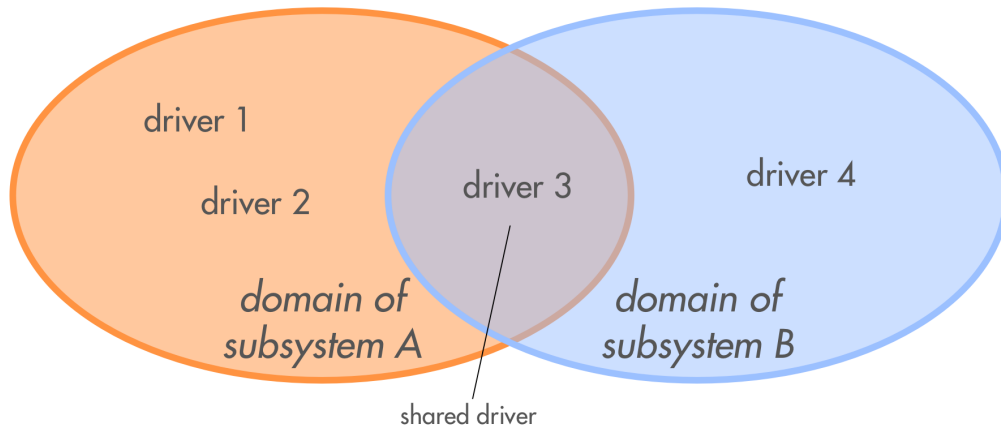 driver 1
driver 2
driver 3
driver 4
domain of
subsystem A
domain of
subsystem B
shared driver